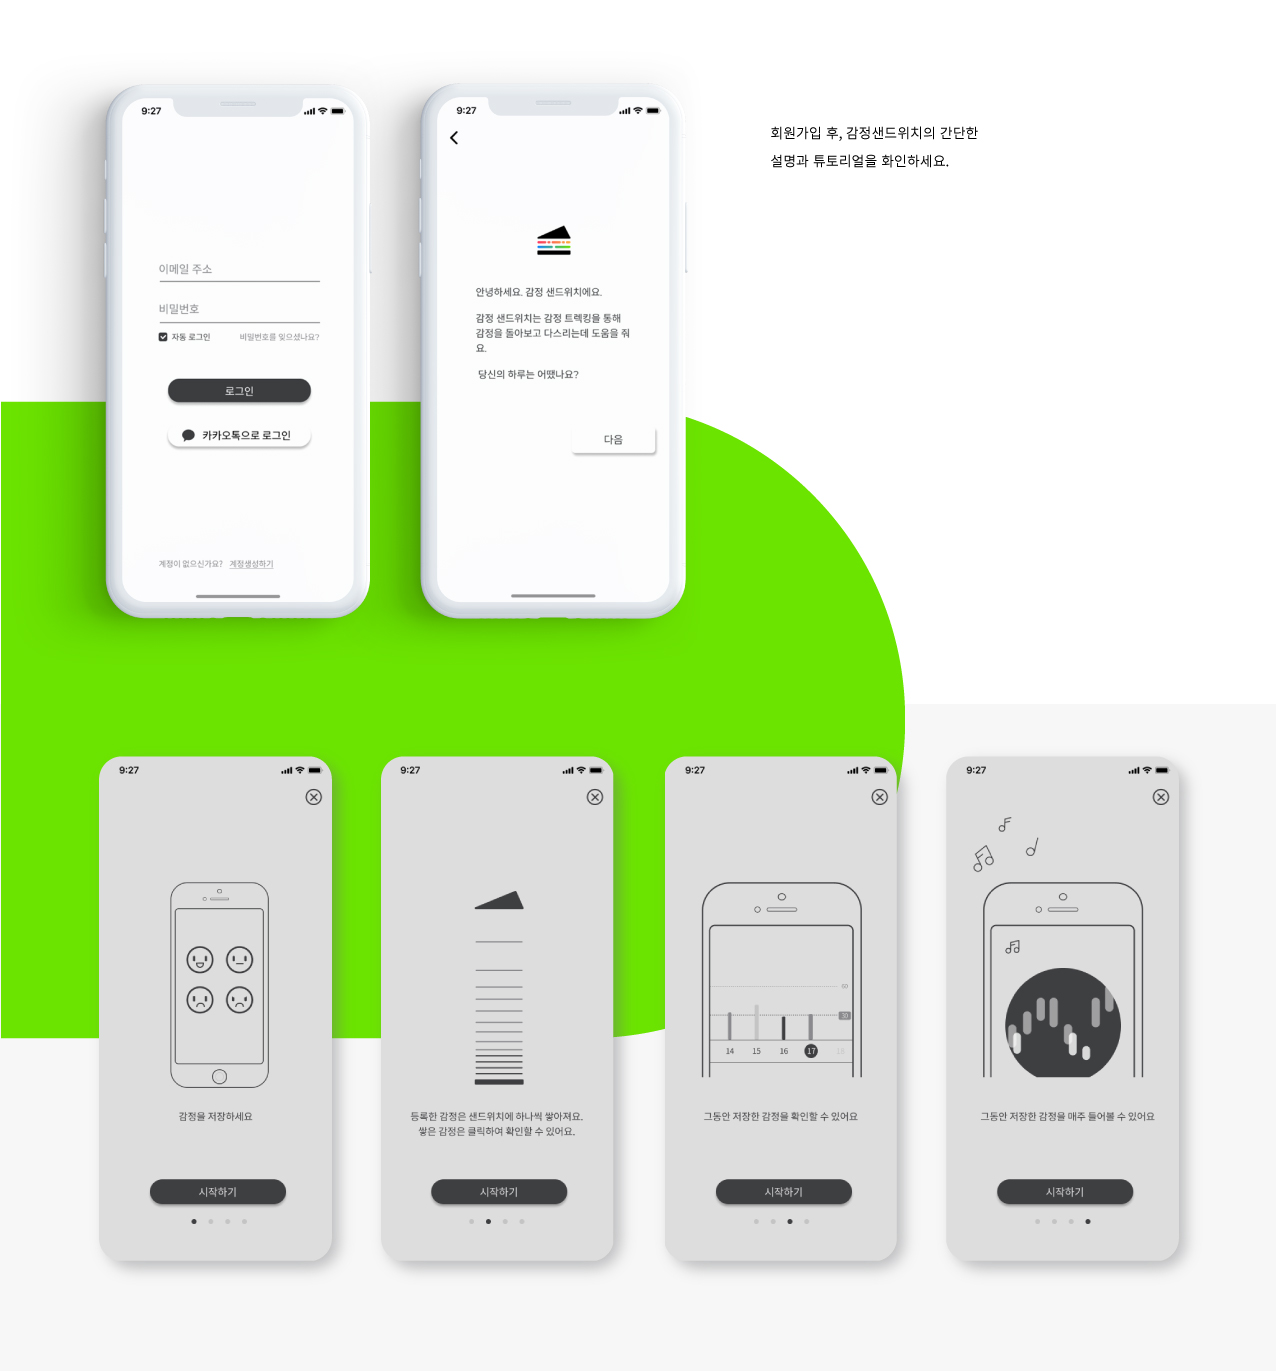 9:27
이메일 주소
비밀번호
자동 로그인
비밀번호를 잊으셨나요?
로그인
카카오톡으로 로그인
계정이 없으신가요? 계정생성하기
9:27
안녕하세요. 감정 샌드위치에요.
감정 샌드위치는 감정 트렉킹을 통해
감정을 돌아보고 다스리는데 도움을 줘
요.
당신의 하루는 어땠나요?
다음
회원가입 후, 감정샌드위치의 간단한
설명과 튜토리얼을 확인하세요.
9:27
감정을 저장하세요
시작하기
9:27
등록한 감정은 샌드위치에 하나씩 쌓아져요.
쌓은 감정은 클릭하여 확인할 수 있어요.
시작하기
9:27
60
30
14 15 16 17 18
그동안 저장한 감정을 확인할 수 있어요
시작하기
9:27
그동안 저장한 감정을 매주 들어볼 수 있어요
시작하기